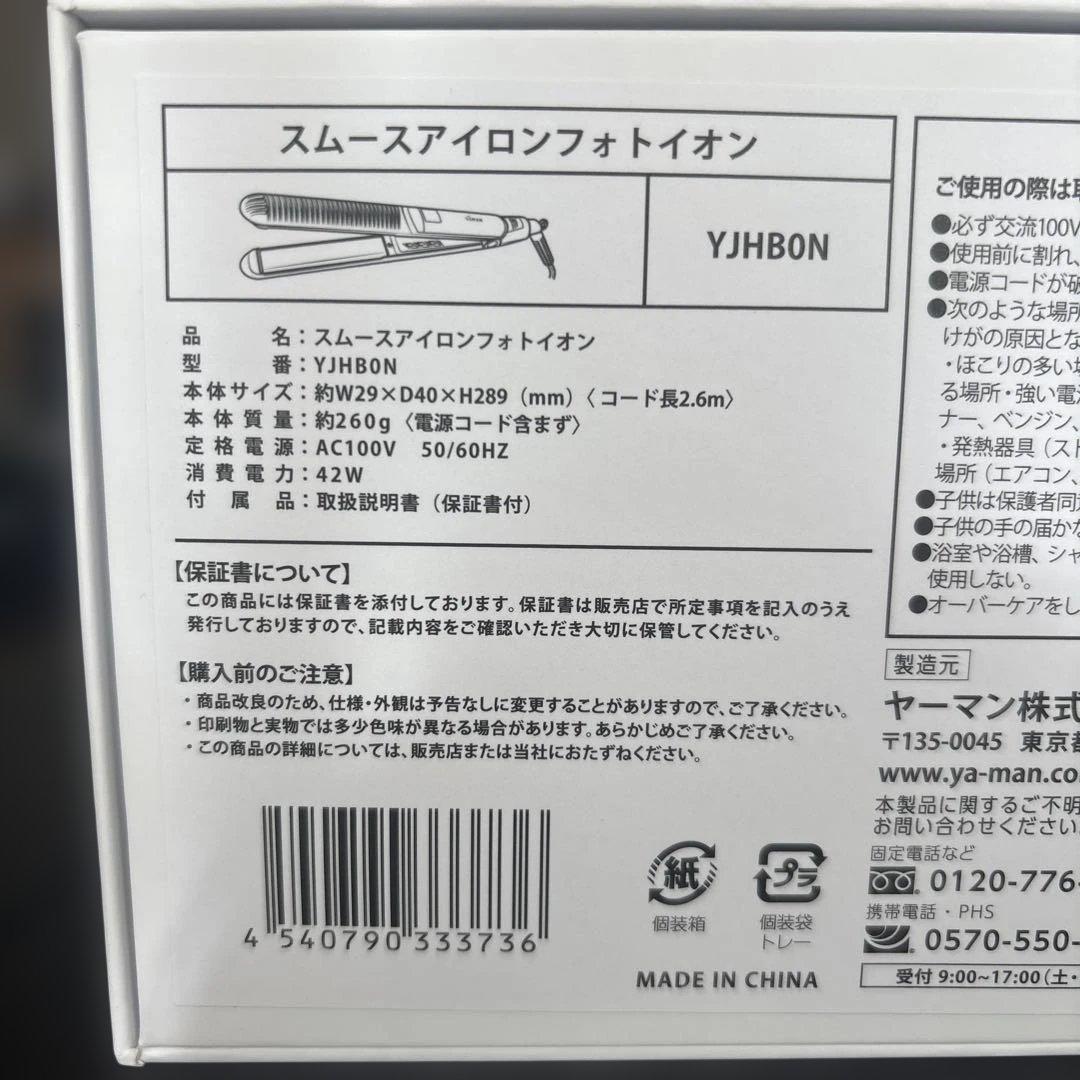 スムースアイロンフォトイオン
YJHB0N
品名：スムースアイロンフォトイオン
型番：YJHB0N
本体サイズ：約W29×D40×H289（mm）〈コード長2.6m〉
本体質量：約260g〈電源コード含まず〉
定格電源：AC100V 50/60HZ
消費電力：42W
付属品：取扱説明書（保証書付）
【保証書について】
この商品には保証書を添付しております。保証書は販売店で所定事項を記入のうえ
発行しておりますので、記載内容をご確認いただき大切に保管してください。
【購入前のご注意】
・商品改良のため、仕様・外観は予告なしに変更することがありますので、ご了承ください。
・印刷物と実物では多少色味が異なる場合があります。あらかじめご了承ください。
・この商品の詳細については、販売店または当社におたずねください。
4 540790 333736
紙
個装箱
プラ
個装袋
トレー
MADE IN CHINA
ご使用の際は
●必ず交流100V
●使用前に割れ、
●電源コードが破
●次のような場所
けがの原因とな
・ほこりの多い場
る場所・強い電
ナー、ベンジン、
・発熱器具（スト
場所（エアコン、
●子供は保護者同
●子供の手の届かな
●浴室や浴槽、シャ
使用しない。
●オーバーケアをし
製造元
ヤーマン株式
〒135-0045 東京都
www.ya-man.co
本製品に関するご不明
お問い合わせください
固定電話など
0120-776-
携帯電話・PHS
0570-550-
受付 9:00~17:00（土・